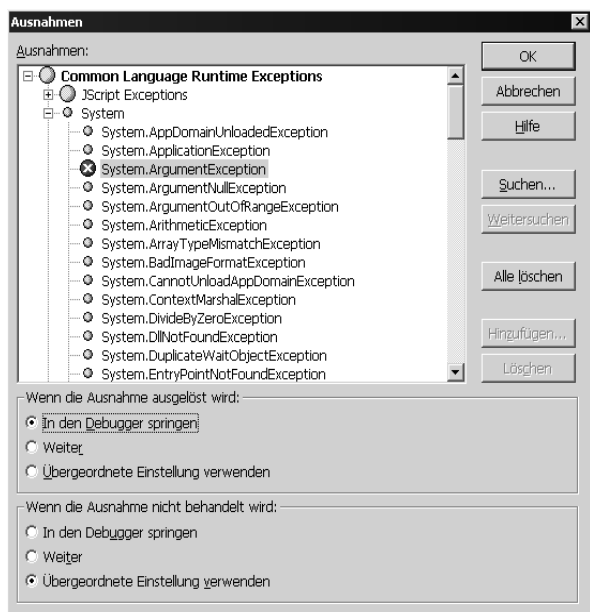 Ausnahmen
Ausnahmen:
Common Language Runtime Exceptions
JScript Exceptions
System
System.AppDomainUnloadedException
System.ApplicationException
System.ArgumentException
System.ArgumentNullException
System.ArgumentOutOfRangeException
System.ArithmeticException
System.ArrayTypeMismatchException
System.BadImageFormatException
System.CannotUnloadAppDomainException
System.ContextMarshalException
System.DivideByZeroException
System.DllNotFoundException
System.DuplicateWaitObjectException
System.EntryPointNotFoundException
OK
Abbrechen
Hilfe
Suchen...
Weitersuchen
Alle löschen
Hinzufügen...
Löschen
Wenn die Ausnahme ausgelöst wird:
In den Debugger springen
Weiter
Übergeordnete Einstellung verwenden
Wenn die Ausnahme nicht behandelt wird:
In den Debugger springen
Weiter
Übergeordnete Einstellung verwenden